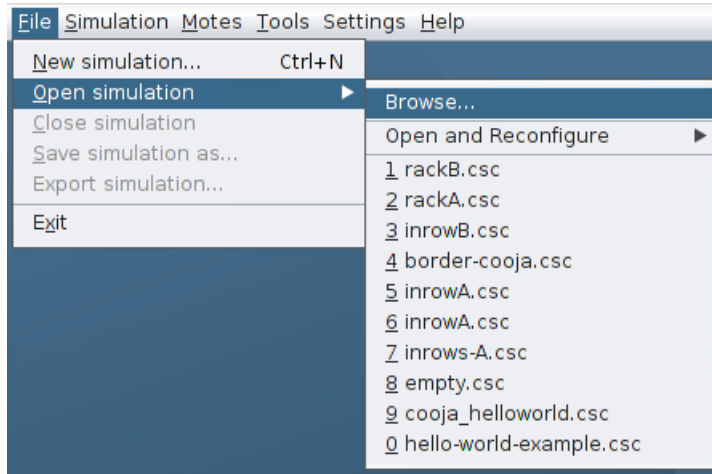 File Simulation Motes Tools Settings Help
New simulation... Ctrl+N
Open simulation
Close simulation
Save simulation as...
Export simulation...
Exit
Browse...
Open and Reconfigure
1 rackB.csc
2 rackA.csc
3 inrowB.csc
4 border-cooja.csc
5 inrowA.csc
6 inrowA.csc
7 inrows-A.csc
8 empty.csc
9 cooja_helloworld.csc
0 hello-world-example.csc